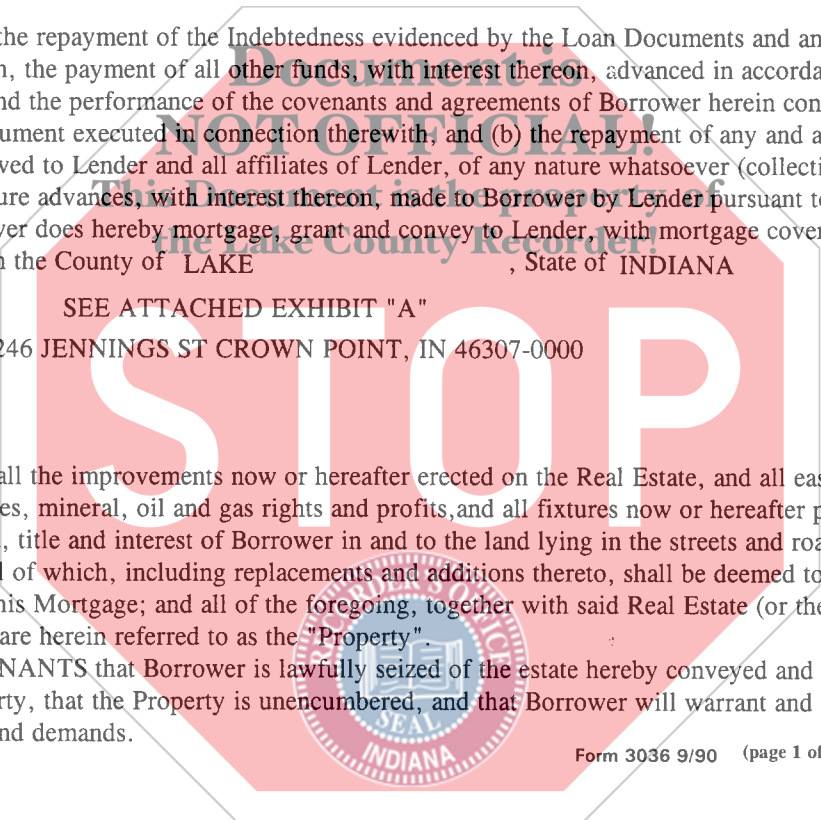 the repayment of the Indebtedness evidenced by the Loan Documents and an
n, the payment of all other funds, with interest thereon, advanced in accorda
Document is
nd the performance of the covenants and agreements of Borrower herein con
ument executed in connection therewith, and (b) the repayment of any and a
NOT OFFICIAL!
ved to Lender and all affiliates of Lender, of any nature whatsoever (collecti
ure advances, with interest thereon, made to Borrower by Lender pursuant to
This Document is the property of
ver does hereby mortgage, grant and convey to Lender, with mortgage cover
the Lake County Recorder!
n the County of LAKE , State of INDIANA
SEE ATTACHED EXHIBIT "A"
246 JENNINGS ST CROWN POINT, IN 46307-0000
STOP
all the improvements now or hereafter erected on the Real Estate, and all eas
es, mineral, oil and gas rights and profits,and all fixtures now or hereafter p
, title and interest of Borrower in and to the land lying in the streets and roa
l of which, including replacements and additions thereto, shall be deemed to
his Mortgage; and all of the foregoing, together with said Real Estate (or the
are herein referred to as the "Property".
NANTS that Borrower is lawfully seized of the estate hereby conveyed and
rty, that the Property is unencumbered, and that Borrower will warrant and
nd demands.
RECORDER'S OFFICE
SEAL
INDIANA
Form 3036 9/90 (page 1 of